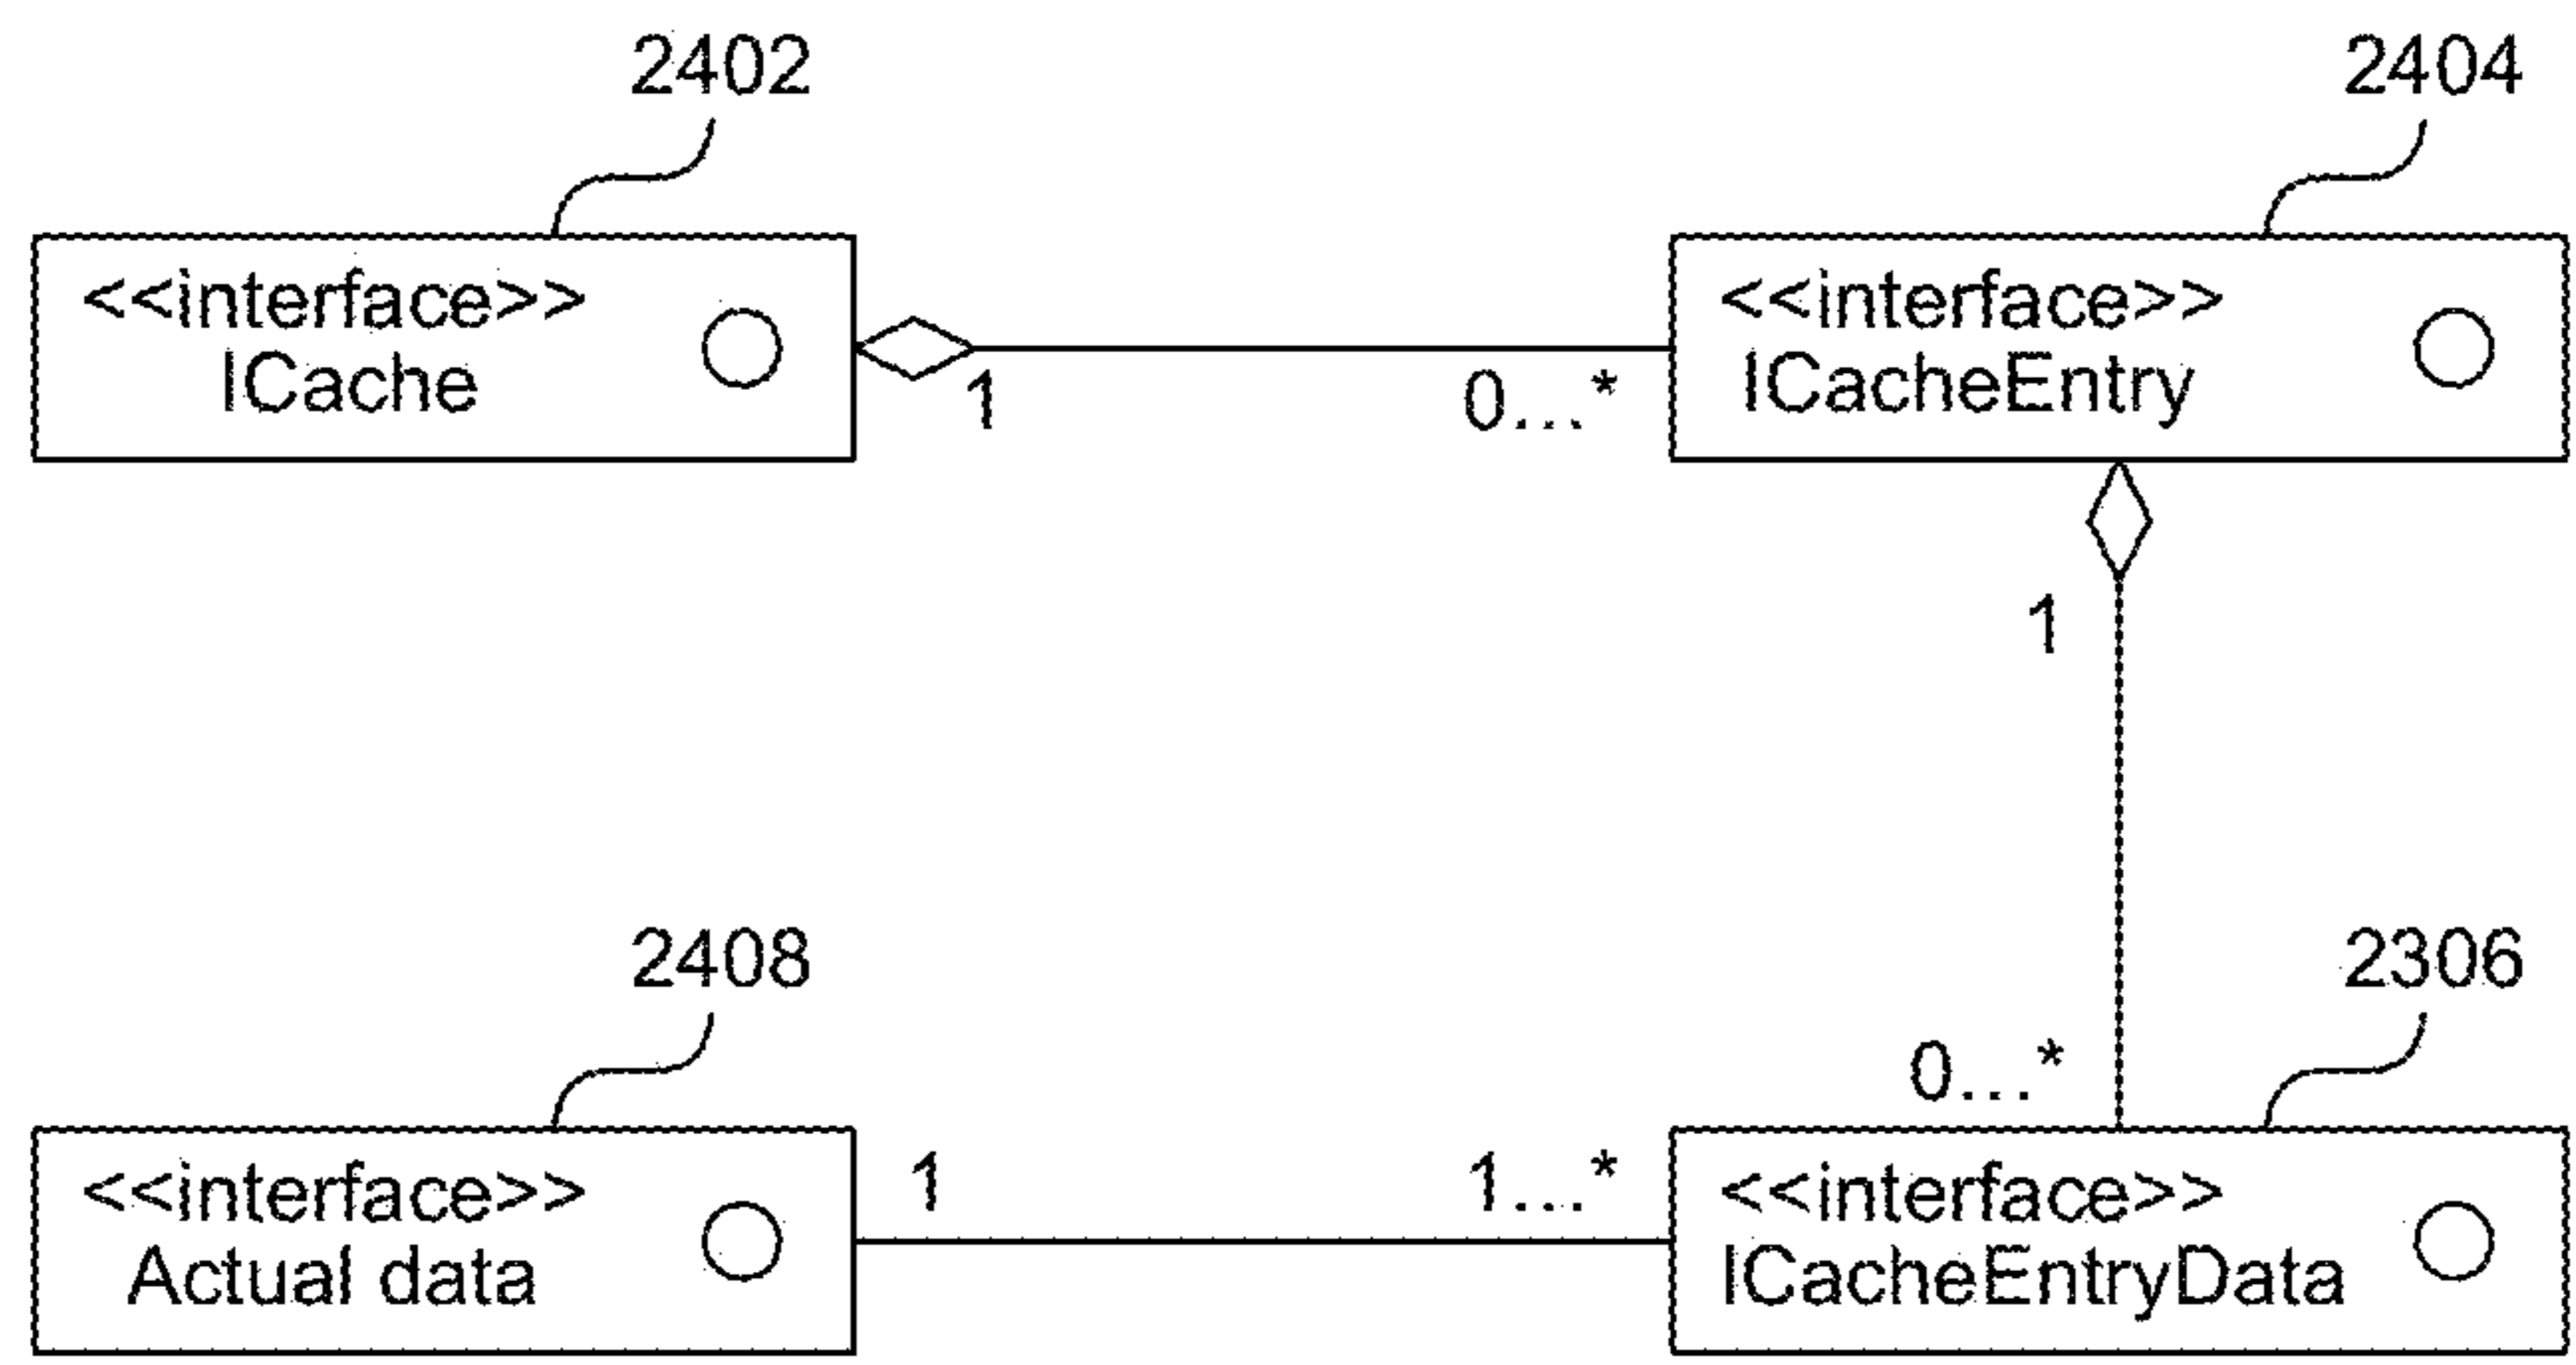 2402
2404
<<interface>>
ICache
1
0...*
<<interface>>
ICacheEntry
1
2408
2306
0...*
<<interface>>
Actual data
1
1...*
<<interface>>
ICacheEntryData